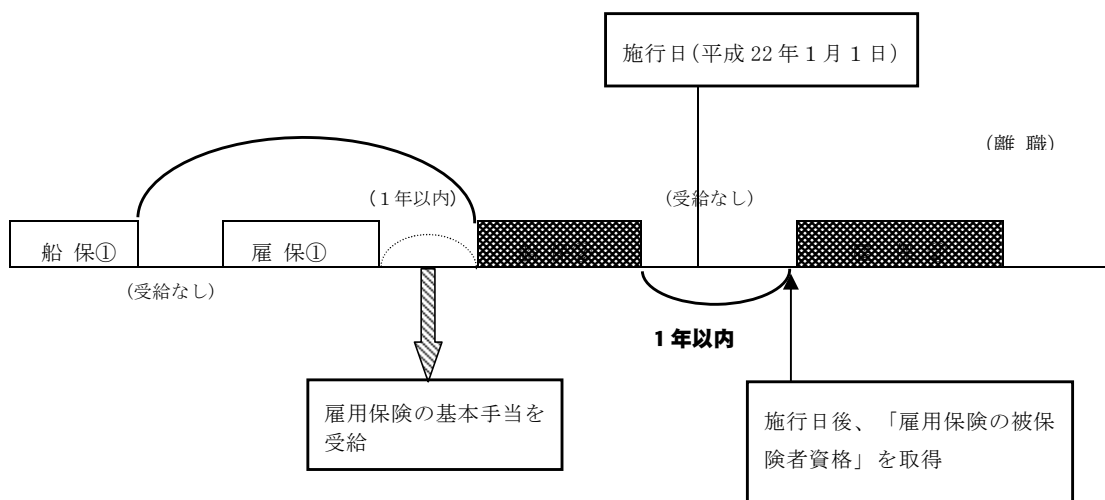 施行日(平成 22 年 1 月 1 日)
(離 職)
(1 年以内)
(受給なし)
船 保①
雇 保①
(受給なし)
1 年以内
雇用保険の基本手当を
受給
施行日後、「雇用保険の被保
険者資格」を取得